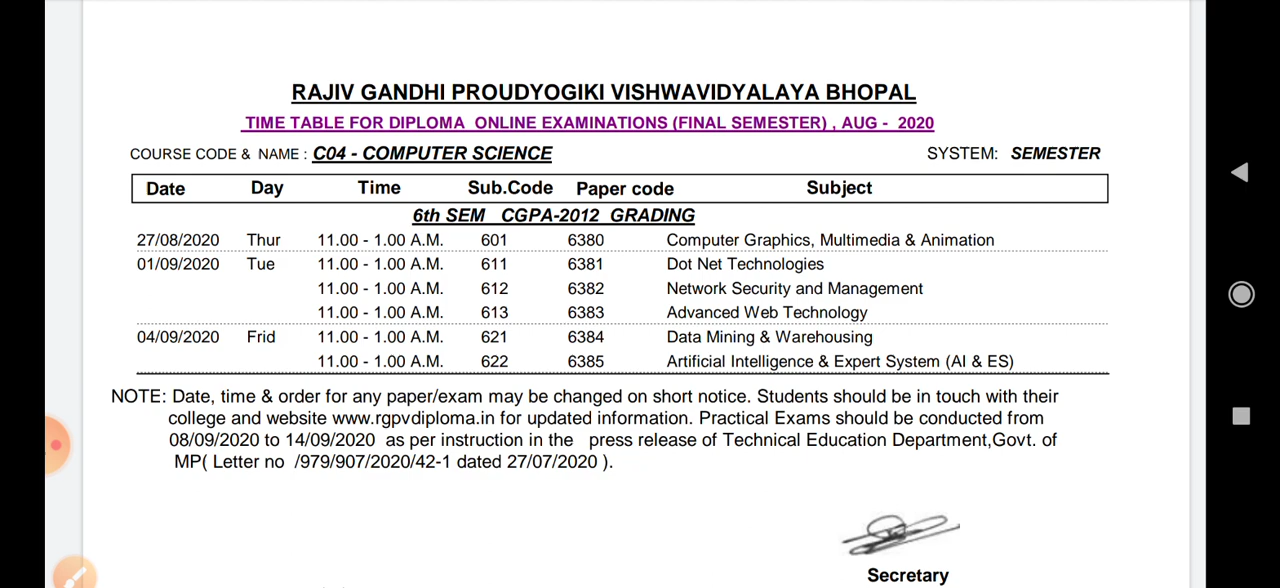 RAJIV GANDHI PROUDYOGIKI VISHWAVIDYALAYA BHOPAL
TIME TABLE FOR DIPLOMA ONLINE EXAMINATIONS (FINAL SEMESTER) , AUG - 2020
COURSE CODE & NAME : C04 - COMPUTER SCIENCE SYSTEM: SEMESTER
Date Day Time Sub.Code Paper code Subject
6th SEM CGPA-2012 GRADING
27/08/2020 Thur 11.00 - 1.00 A.M. 601 6380 Computer Graphics, Multimedia & Animation
01/09/2020 Tue 11.00 - 1.00 A.M. 611 6381 Dot Net Technologies
11.00 - 1.00 A.M. 612 6382 Network Security and Management
11.00 - 1.00 A.M. 613 6383 Advanced Web Technology
04/09/2020 Frid 11.00 - 1.00 A.M. 621 6384 Data Mining & Warehousing
11.00 - 1.00 A.M. 622 6385 Artificial Intelligence & Expert System (AI & ES)
NOTE: Date, time & order for any paper/exam may be changed on short notice. Students should be in touch with their
college and website www.rgpvdiploma.in for updated information. Practical Exams should be conducted from
08/09/2020 to 14/09/2020 as per instruction in the press release of Technical Education Department,Govt. of
MP( Letter no /979/907/2020/42-1 dated 27/07/2020 ).
Secretary